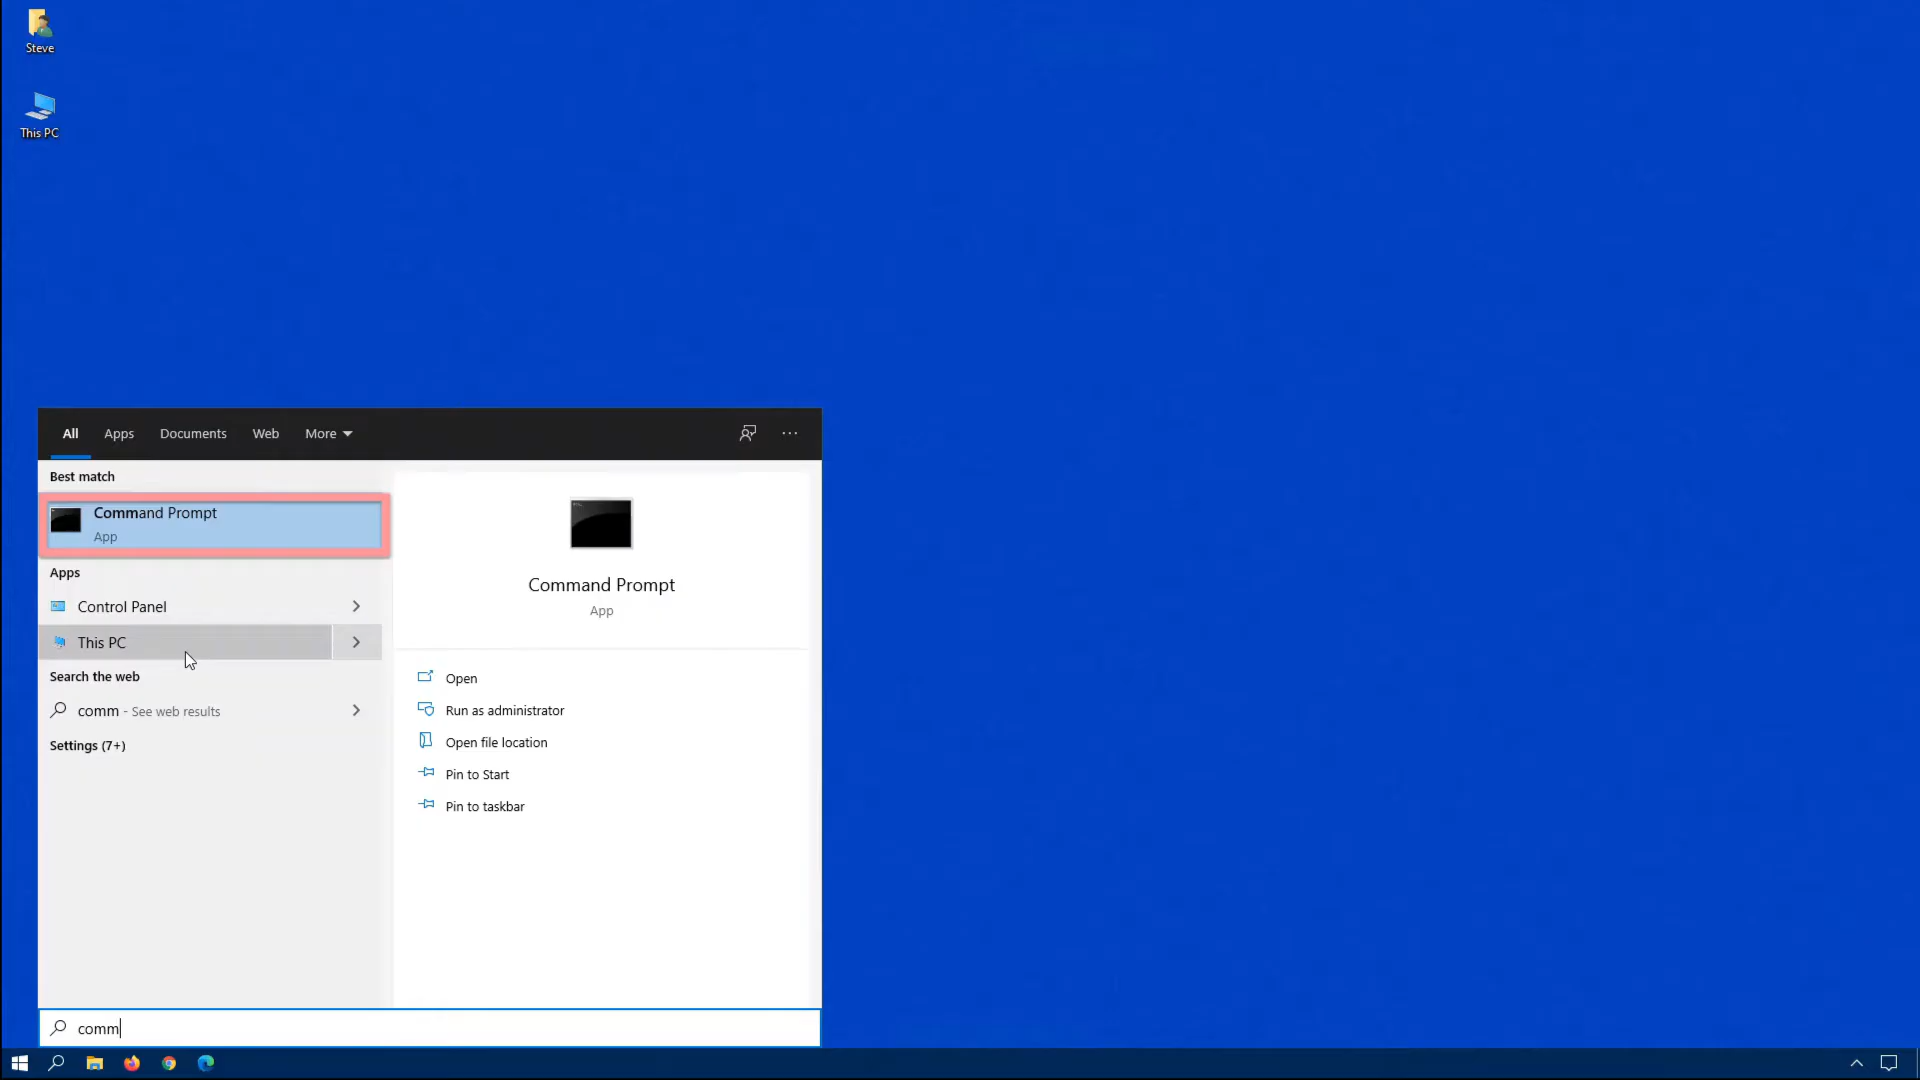 Steve
This PC
All Apps Documents Web More
Best match
Command Prompt
App
Apps
Control Panel
This PC
Search the web
comm - See web results
Settings (7+)
Command Prompt
App
Open
Run as administrator
Open file location
Pin to Start
Pin to taskbar
comm